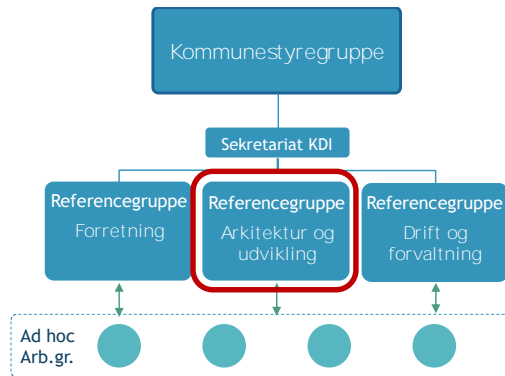 Kommunestyregruppe
Sekretariat KDI
Referencegruppe
Forretning
Referencegruppe
Arkitektur og
udvikling
Referencegruppe
Drift og
forvaltning
Ad hoc
Arb.gr.